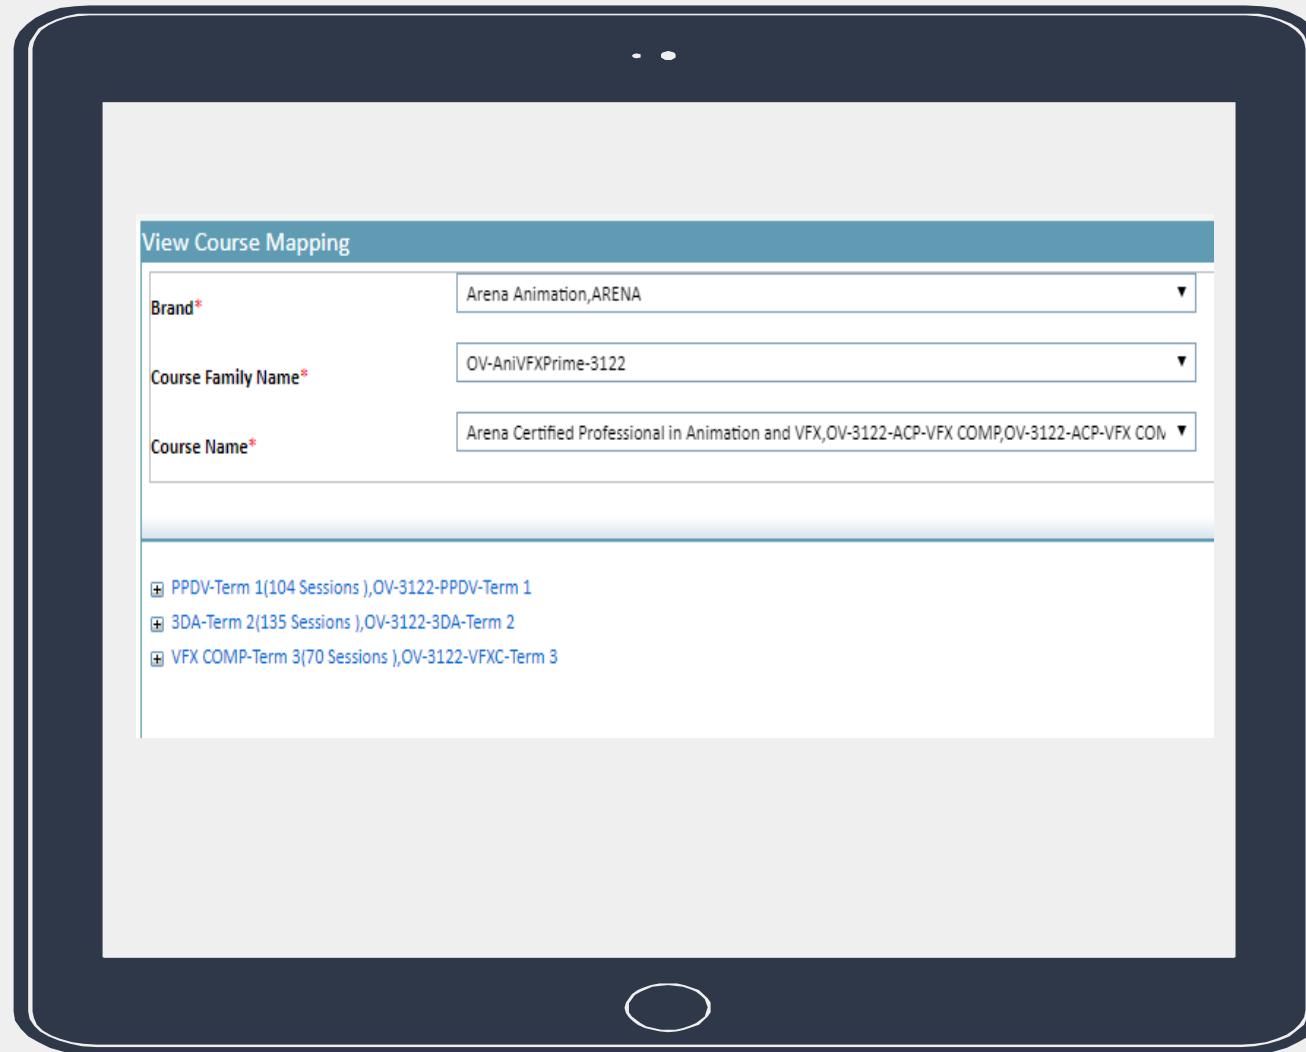 View Course Mapping
Brand*
Arena Animation,ARENA
Course Family Name*
OV-AniVFXPrime-3122
Course Name*
Arena Certified Professional in Animation and VFX,OV-3122-ACP-VFX COMP,OV-3122-ACP-VFX COM
PPDV-Term 1(104 Sessions ),OV-3122-PPDV-Term 1
3DA-Term 2(135 Sessions ),OV-3122-3DA-Term 2
VFX COMP-Term 3(70 Sessions ),OV-3122-VFXC-Term 3